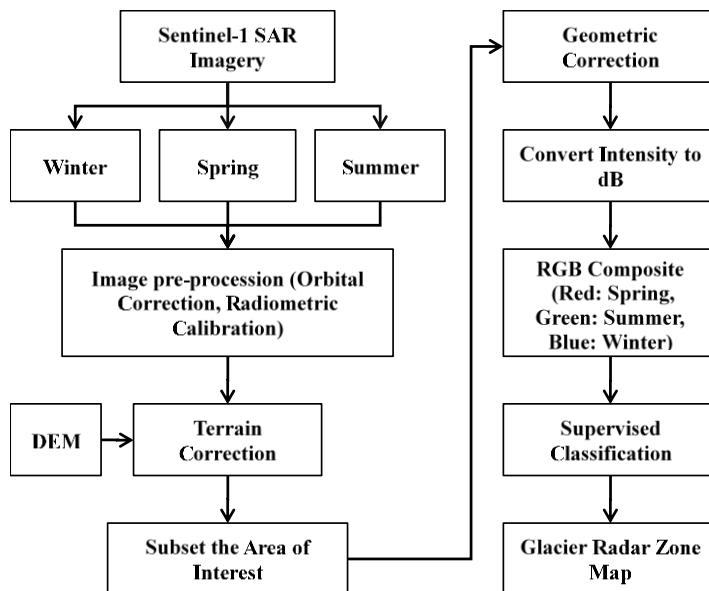 Sentinel-1 SAR
Imagery
Winter
Spring
Summer
Image pre-procession (Orbital
Correction, Radiometric
Calibration)
DEM
Terrain
Correction
Subset the Area of
Interest
Geometric
Correction
Convert Intensity to
dB
RGB Composite
(Red: Spring,
Green: Summer,
Blue: Winter)
Supervised
Classification
Glacier Radar Zone
Map